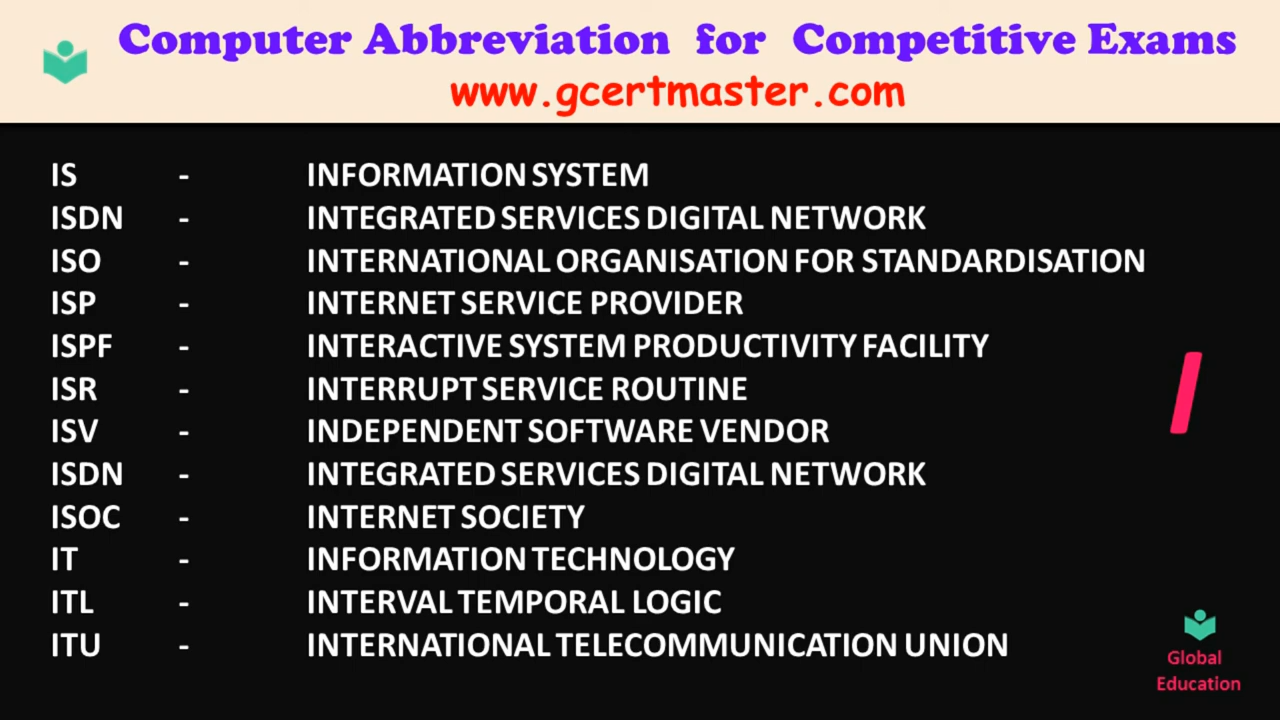 Computer Abbreviation for Competitive Exams
www.gcertmaster.com
IS - INFORMATION SYSTEM
ISDN - INTEGRATED SERVICES DIGITAL NETWORK
ISO - INTERNATIONAL ORGANISATION FOR STANDARDISATION
ISP - INTERNET SERVICE PROVIDER
ISPF - INTERACTIVE SYSTEM PRODUCTIVITY FACILITY
ISR - INTERRUPT SERVICE ROUTINE
ISV - INDEPENDENT SOFTWARE VENDOR
ISDN - INTEGRATED SERVICES DIGITAL NETWORK
ISOC - INTERNET SOCIETY
IT - INFORMATION TECHNOLOGY
ITL - INTERVAL TEMPORAL LOGIC
ITU - INTERNATIONAL TELECOMMUNICATION UNION
I
Global
Education